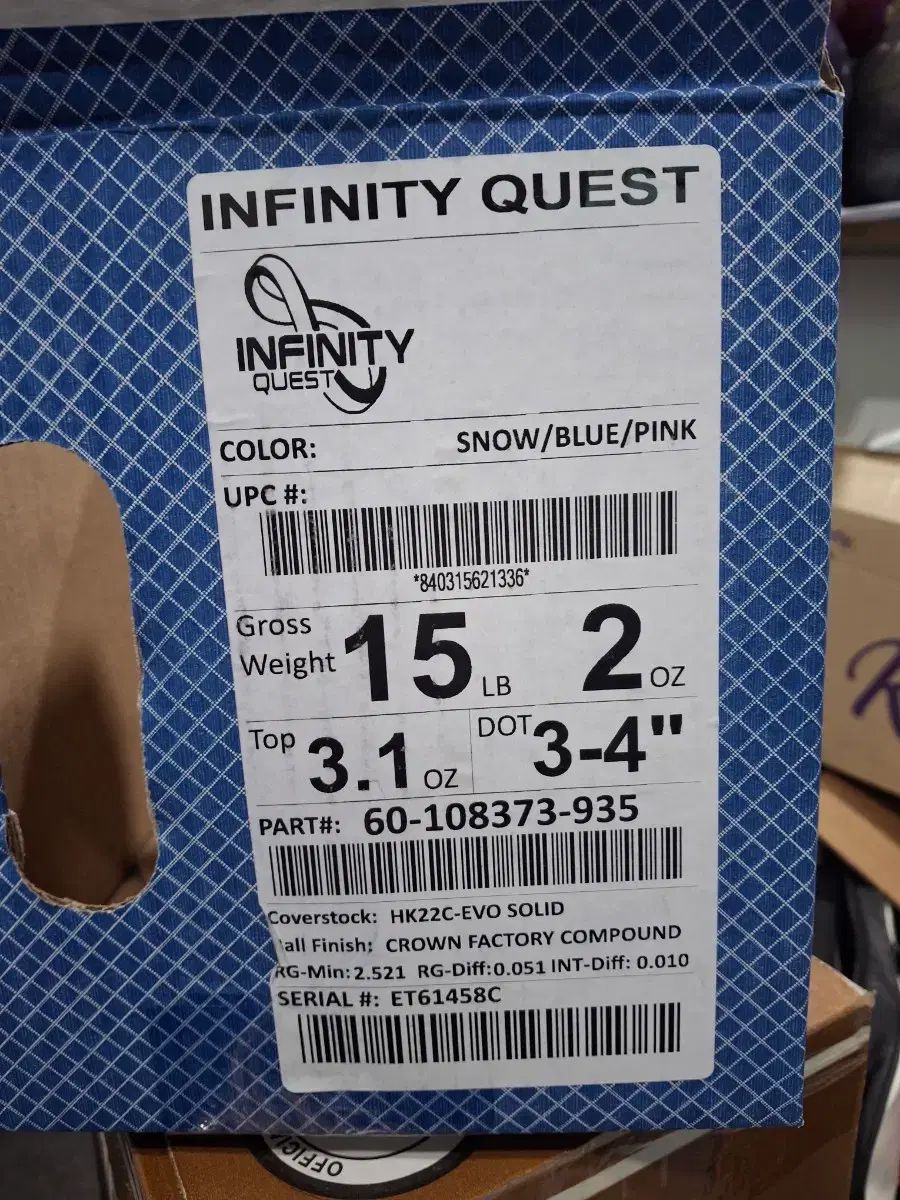 INFINITY QUEST
INFINITY
QUEST
COLOR: SNOW/BLUE/PINK
UPC #:
*840315621336*
Gross
Weight 15 LB 2 OZ
Top 3.1 OZ DOT 3-4"
PART#: 60-108373-935
Coverstock: HK22C-EVO SOLID
all Finish: CROWN FACTORY COMPOUND
RG-Min: 2.521 RG-Diff:0.051 INT-Diff: 0.010
SERIAL #: ET61458C